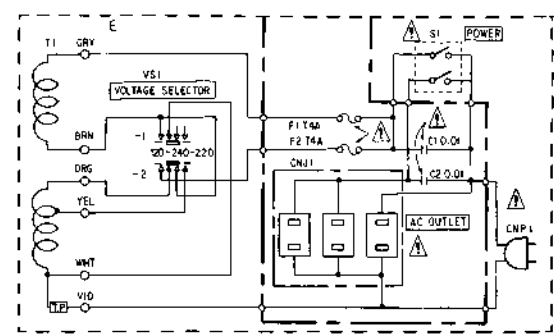 E
T1
GRY
VS1
VOLTAGE SELECTOR
BRN
-1
120-240-220
-2
ORG
YEL
WHT
T.P
VIO
F1 T4A
F2 T4A
S1
POWER
C1 0.01
C2 0.01
CNJ1
AC OUTLET
CNP1